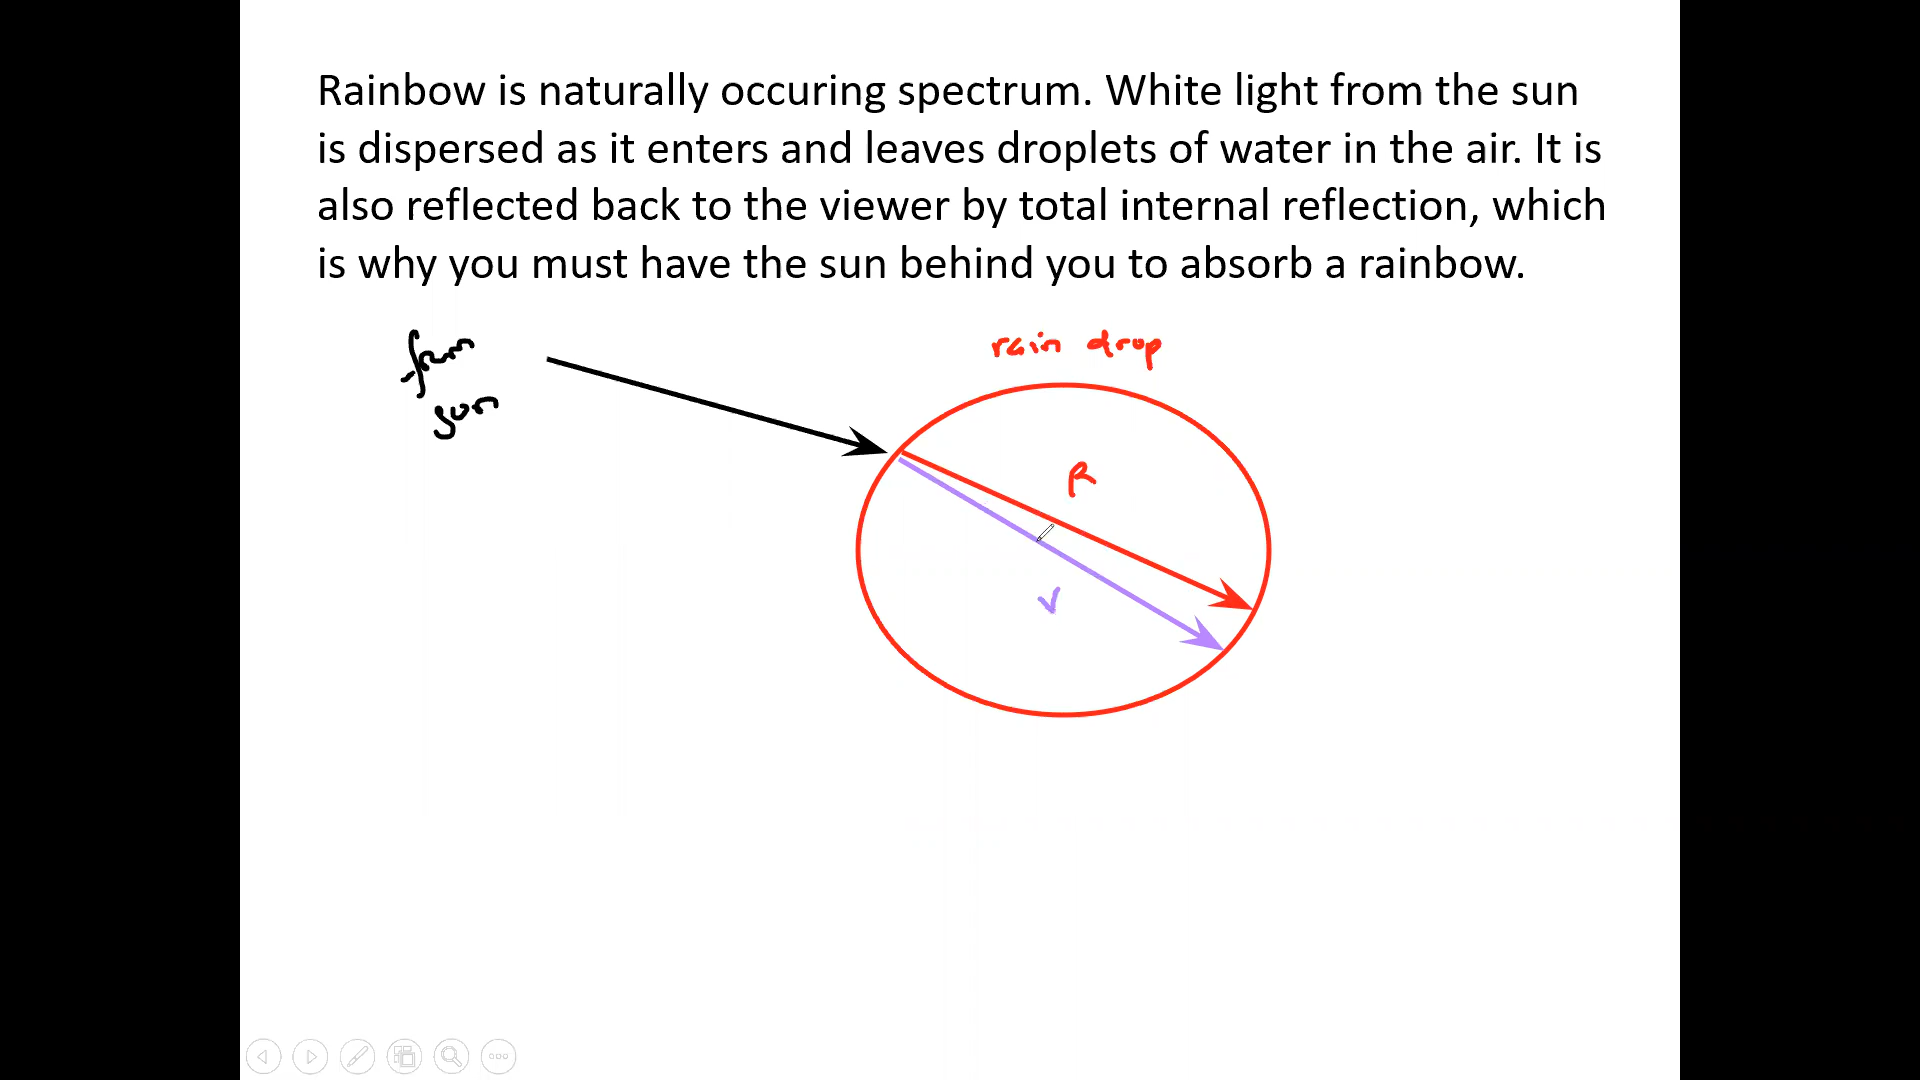 Rainbow is naturally occuring spectrum. White light from the sun
is dispersed as it enters and leaves droplets of water in the air. It is
also reflected back to the viewer by total internal reflection, which
is why you must have the sun behind you to absorb a rainbow.
from
sun
rain drop
R
V